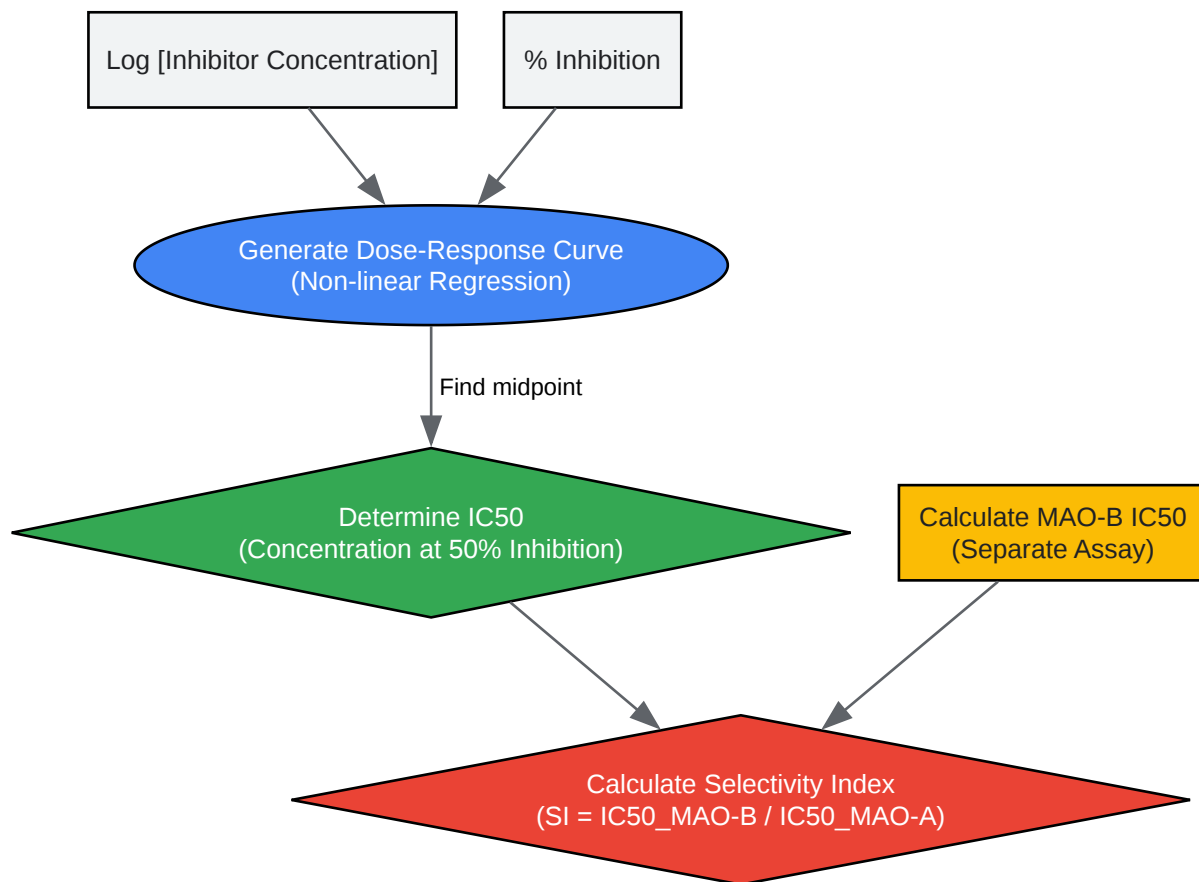 Log [Inhibitor Concentration]
% Inhibition
Generate Dose-Response Curve
(Non-linear Regression)
Find midpoint
Determine IC50
(Concentration at 50% Inhibition)
Calculate MAO-B IC50
(Separate Assay)
Calculate Selectivity Index
(SI = IC50_MAO-B / IC50_MAO-A)